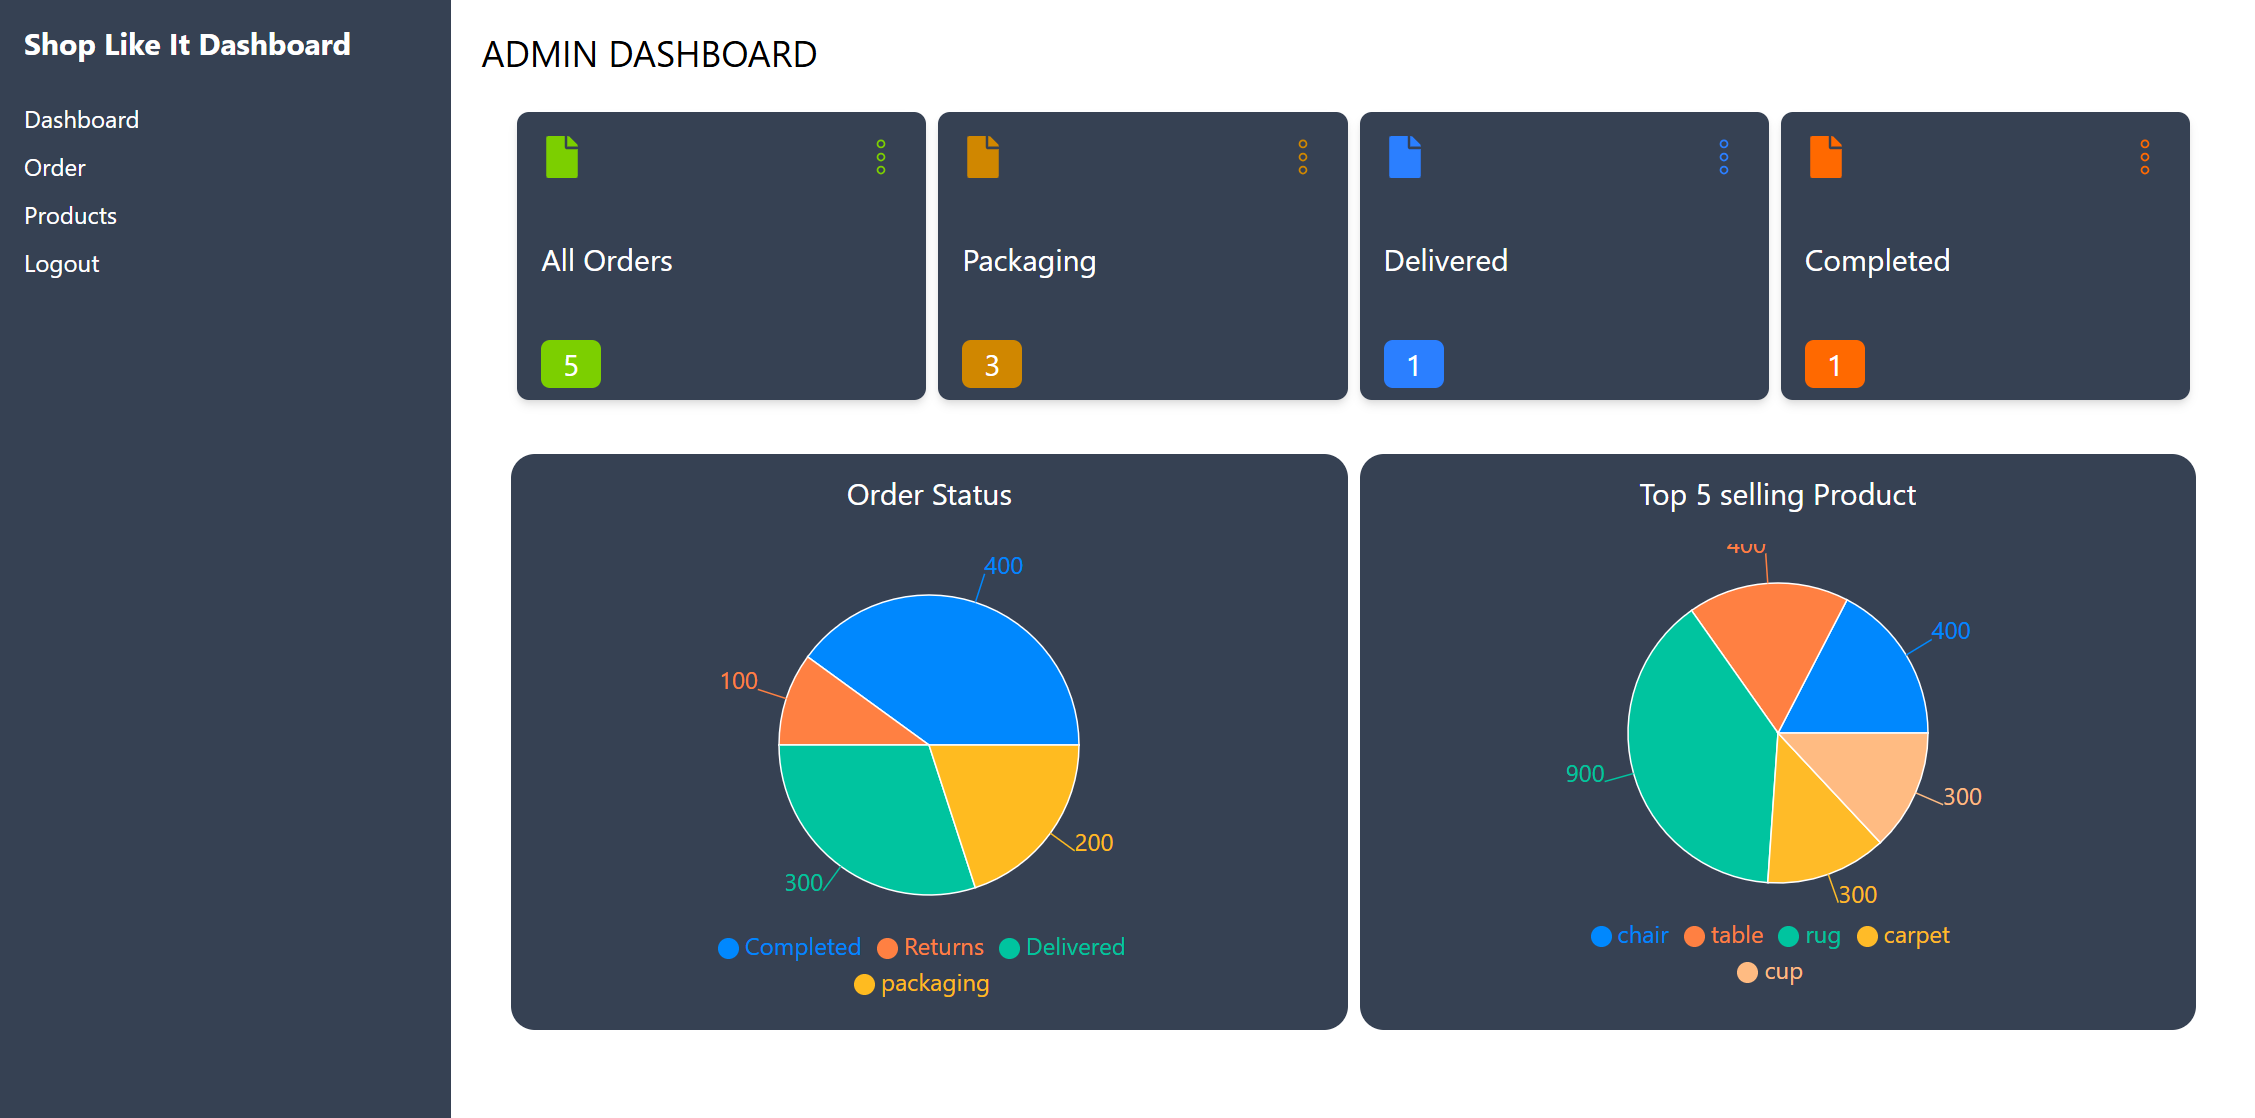 Shop Like It Dashboard
Dashboard
Order
Products
Logout
ADMIN DASHBOARD
All Orders
5
Packaging
3
Delivered
1
Completed
1
Order Status
400
100
300
200
Completed Returns Delivered
packaging
Top 5 selling Product
400
400
900
300
300
chair table rug carpet
cup